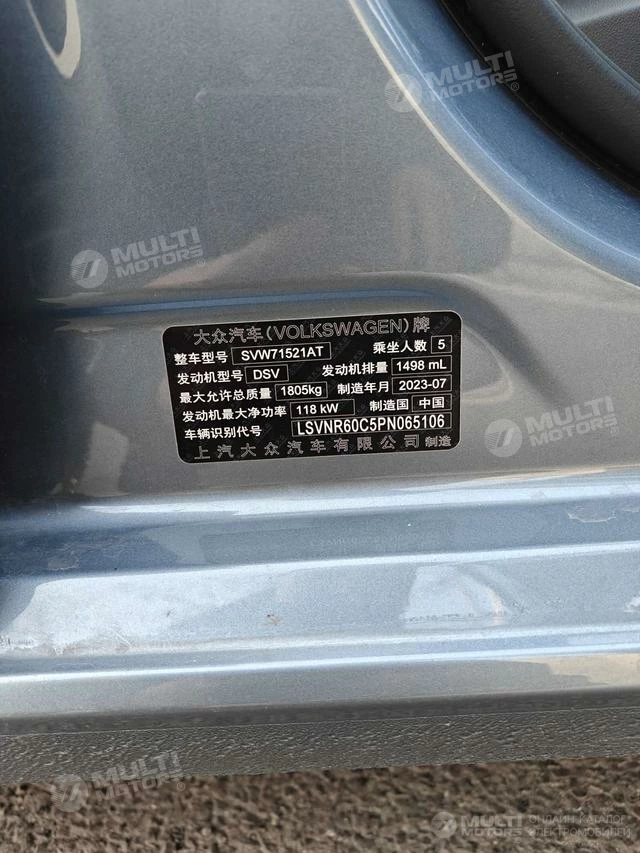 MULTI
MOTORS
MULTI
MOTORS
大众汽车(VOLKSWAGEN)牌
整车型号 SVW71521AT 乘坐人数 5
发动机型号 DSV 发动机排量 1498 mL
最大允许总质量 1805kg 制造年月 2023-07
发动机最大净功率 118 kW 制造国 中国
车辆识别代号 LSVNR60C5PN065106
上汽大众汽车有限公司 制造
MULTI
MOTORS
MULTI
MOTORS
ОНЛАЙН-КАТАЛОГ
ЭЛЕКТРОМОБИЛЕЙ